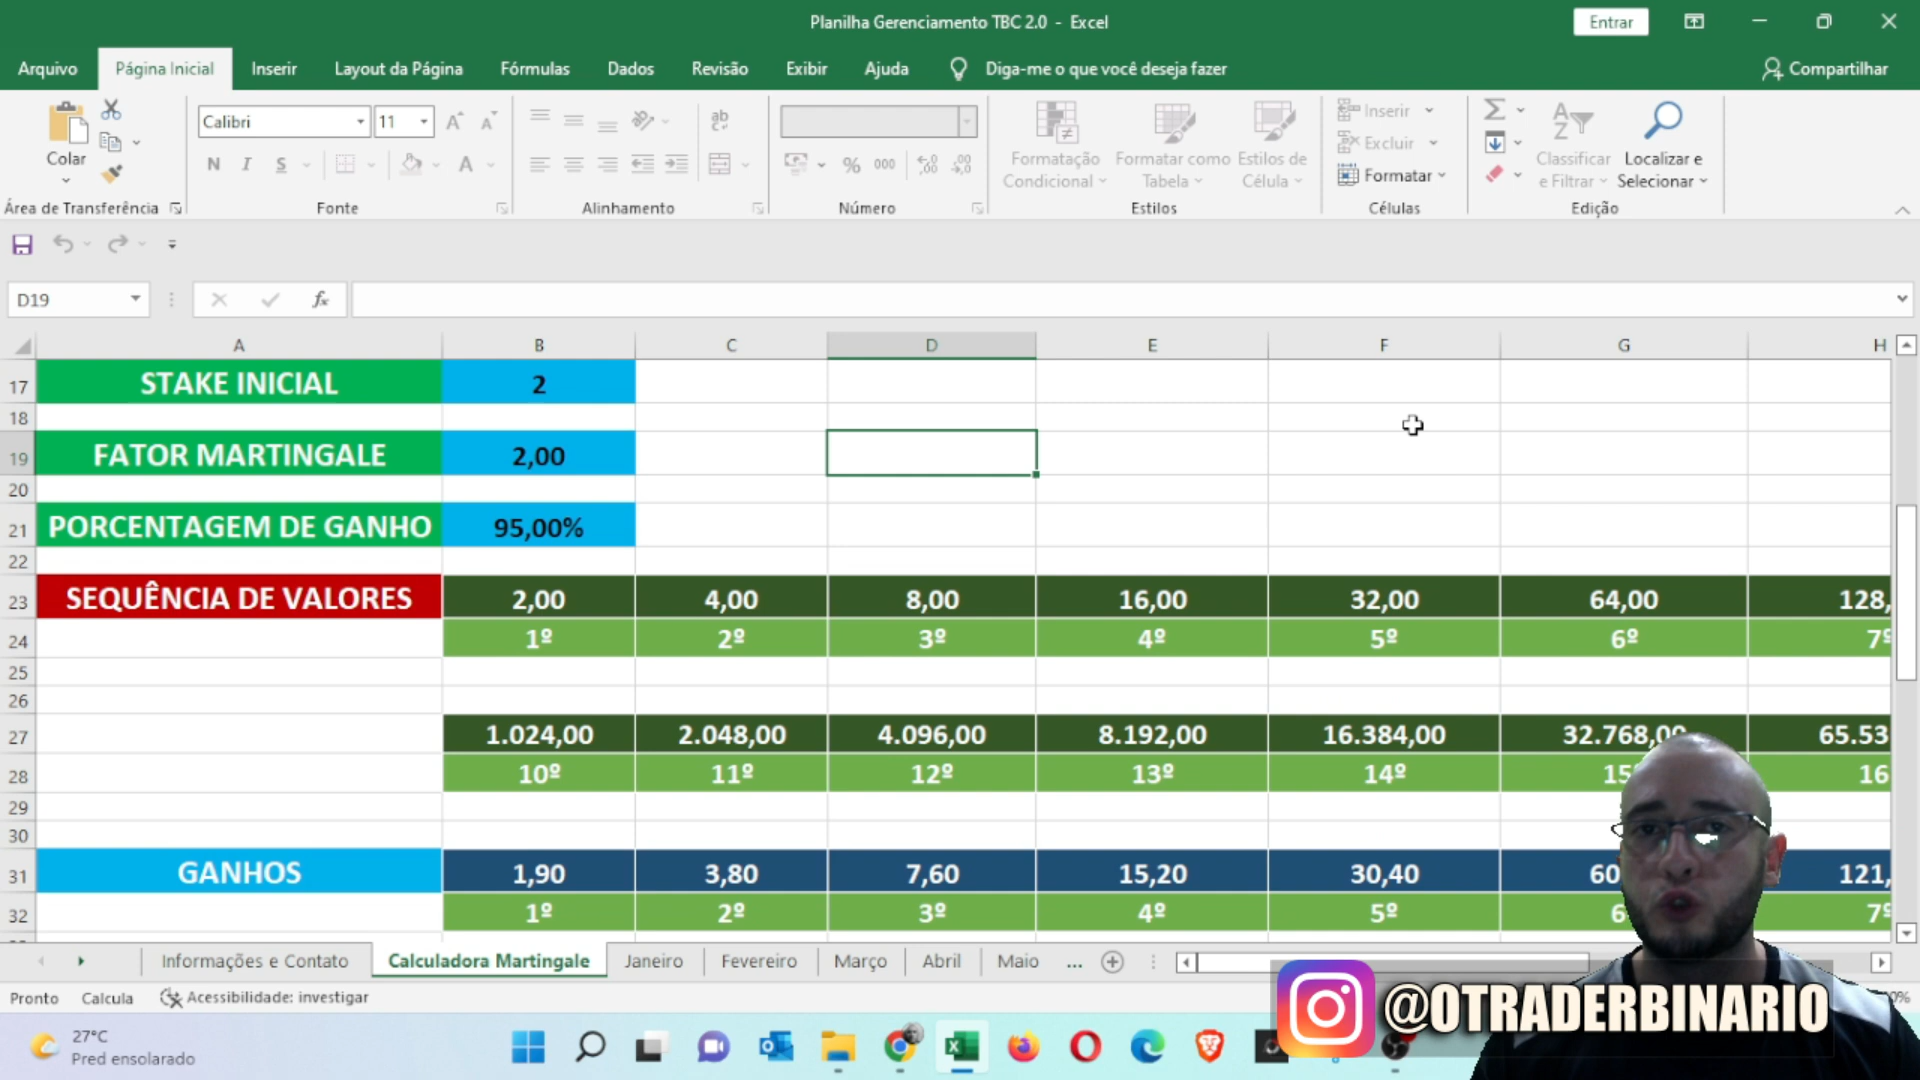 Planilha Gerenciamento TBC 2.0 - Excel
Entrar
Arquivo Página Inicial Inserir Layout da Página Fórmulas Dados Revisão Exibir Ajuda Diga-me o que você deseja fazer Compartilhar
Colar
Calibri 11
N I S A
ab
% 000
Formatação Condicional
Formatar como Tabela
Estilos de Célula
Inserir
Excluir
Formatar
Classificar e Filtrar
Localizar e Selecionar
Área de Transferência Fonte Alinhamento Número Estilos Células Edição
D19 fx
A B C D E F G H
17 STAKE INICIAL 2
18
19 FATOR MARTINGALE 2,00
20
21 PORCENTAGEM DE GANHO 95,00%
22
23 SEQUÊNCIA DE VALORES 2,00 4,00 8,00 16,00 32,00 64,00 128,
24 1º 2º 3º 4º 5º 6º 7º
25
26
27 1.024,00 2.048,00 4.096,00 8.192,00 16.384,00 32.768,00 65.53
28 10º 11º 12º 13º 14º 15º 16
29
30
31 GANHOS 1,90 3,80 7,60 15,20 30,40 60 121,
32 1º 2º 3º 4º 5º 6 7º
Informações e Contato Calculadora Martingale Janeiro Fevereiro Março Abril Maio ...
Pronto Calcula Acessibilidade: investigar
@OTRADERBINARIO
27°C
Pred ensolarado